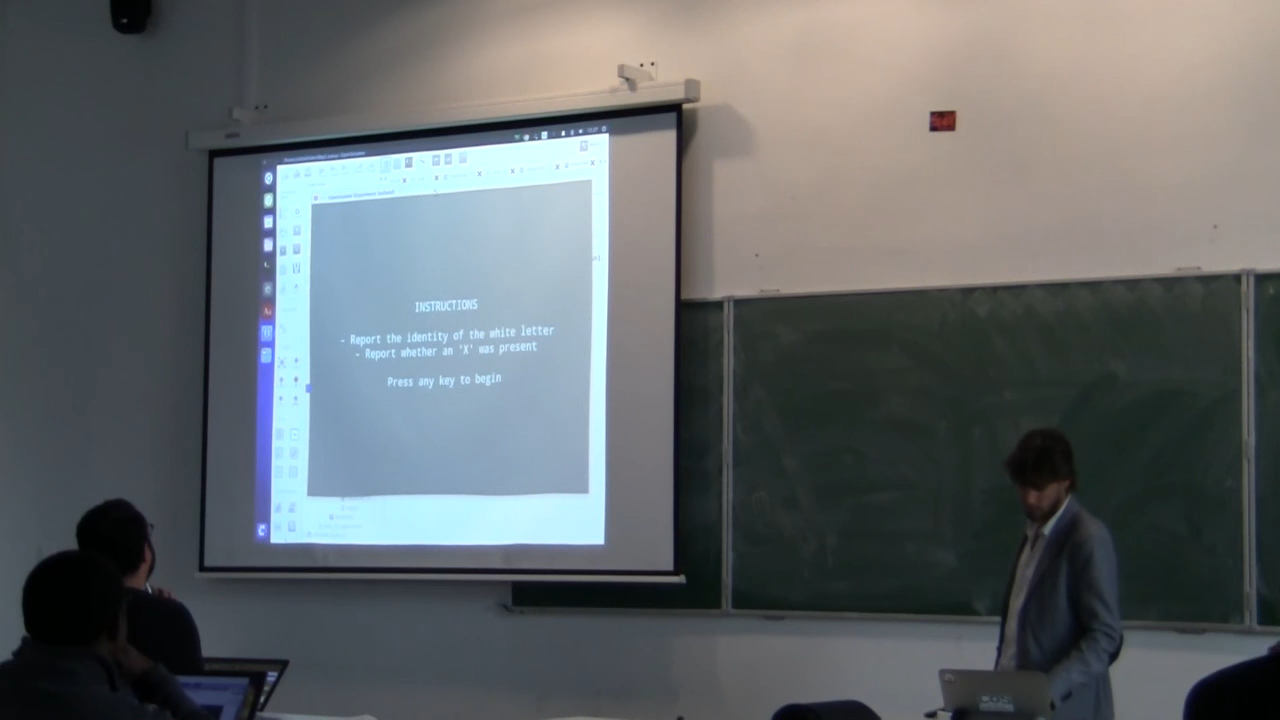 INSTRUCTIONS
- Report the identity of the white letter
- Report whether an 'X' was present
Press any key to begin